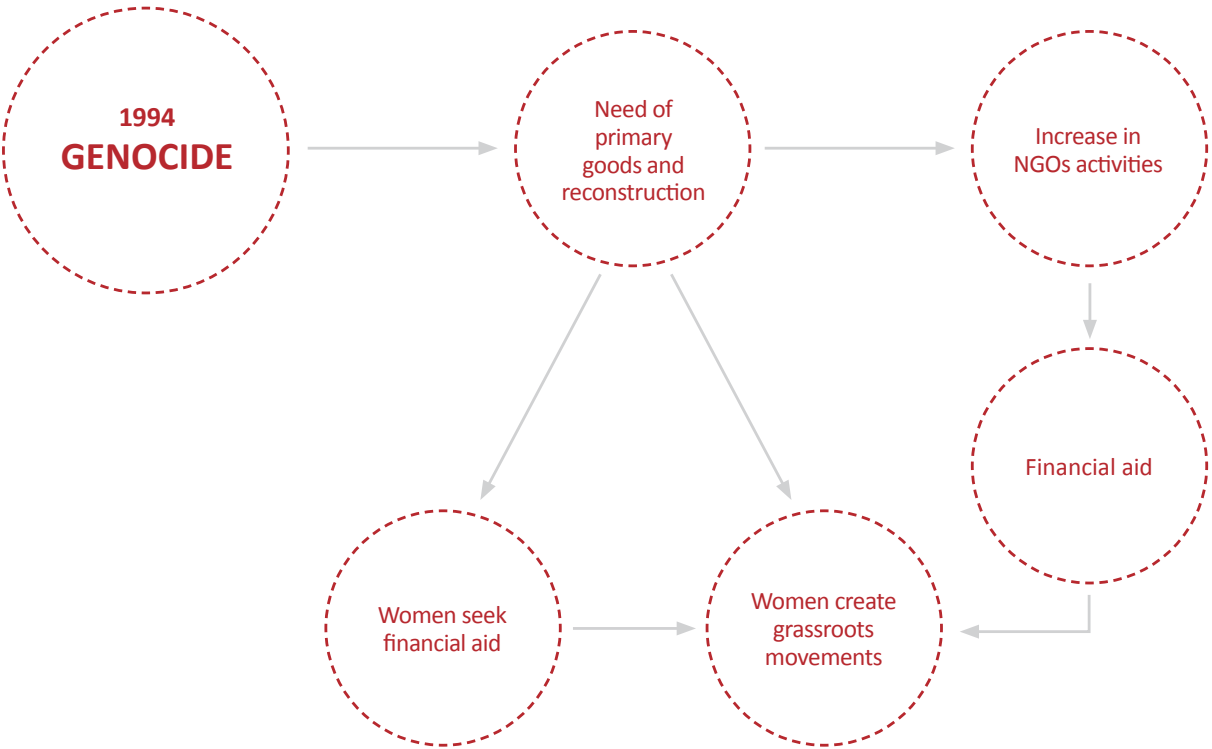 1994
GENOCIDE
Need of
primary
goods and
reconstruction
Increase in
NGOs activities
Financial aid
Women seek
financial aid
Women create
grassroots
movements